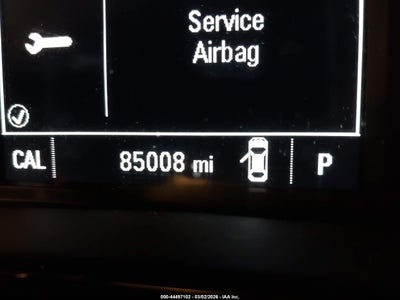 Service
Airbag
CAL 85008 mi P
000-44497102 - 03/02/2026 - IAA Inc.